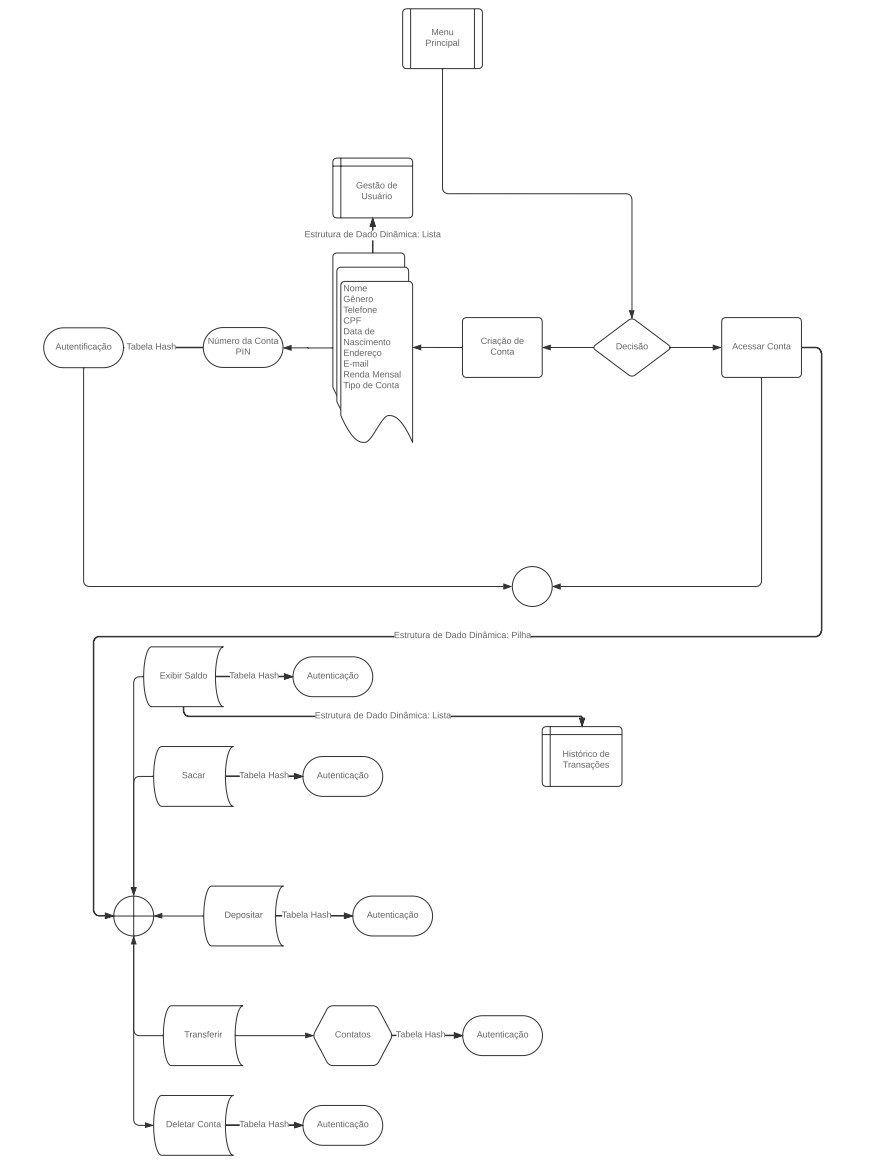 Menu
Principal
Gestão de
Usuário
Estrutura de Dado Dinâmica: Lista
Nome
Gênero
Telefone
CPF
Data de
Nascimento
Endereço
E-mail
Renda Mensal
Tipo de Conta
Autentificação
Tabela Hash
Número da Conta
PIN
Criação de
Conta
Decisão
Acessar Conta
Estrutura de Dado Dinâmica: Pilha
Exibir Saldo
Tabela Hash
Autenticação
Estrutura de Dado Dinâmica: Lista
Histórico de
Transações
Sacar
Tabela Hash
Autenticação
Depositar
Tabela Hash
Autenticação
Transferir
Contatos
Tabela Hash
Autenticação
Deletar Conta
Tabela Hash
Autenticação